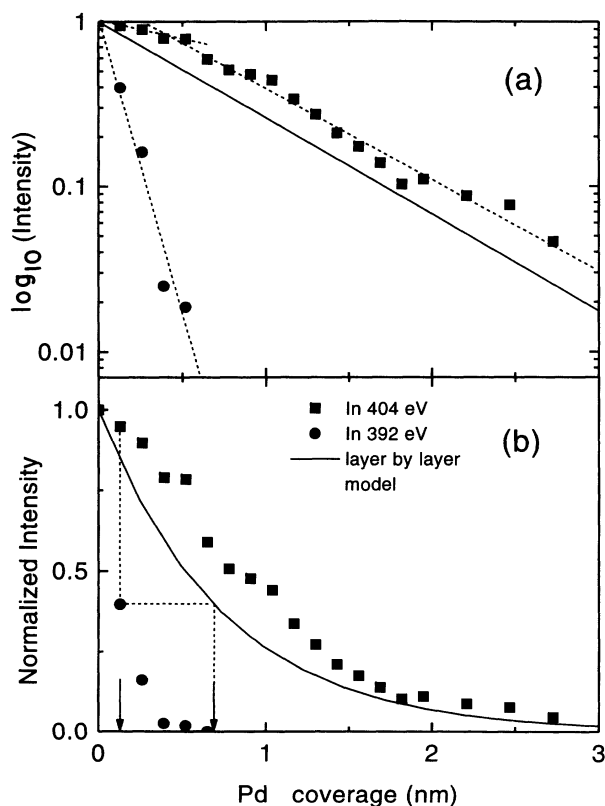 1
(a)
0.1
0.01
log10 (Intensity)
1.0
In 404 eV
In 392 eV
layer by layer
model
(b)
0.5
0.0
Normalized Intensity
0
1
2
3
Pd coverage (nm)